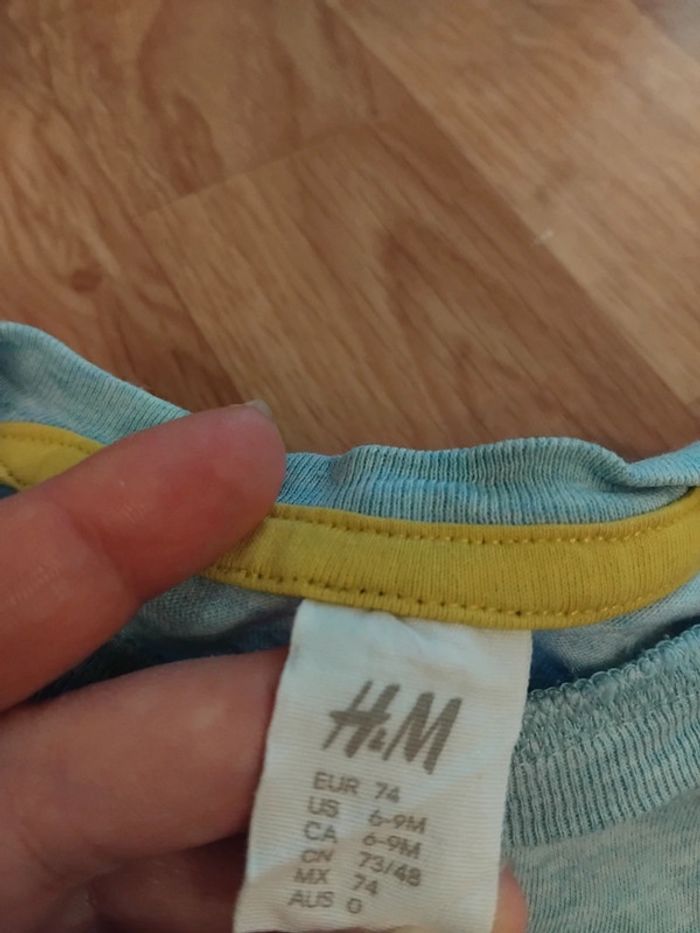 H&M
EUR 74
US 6-9M
CA 6-9M
CN 73/48
MX 74
AUS 0